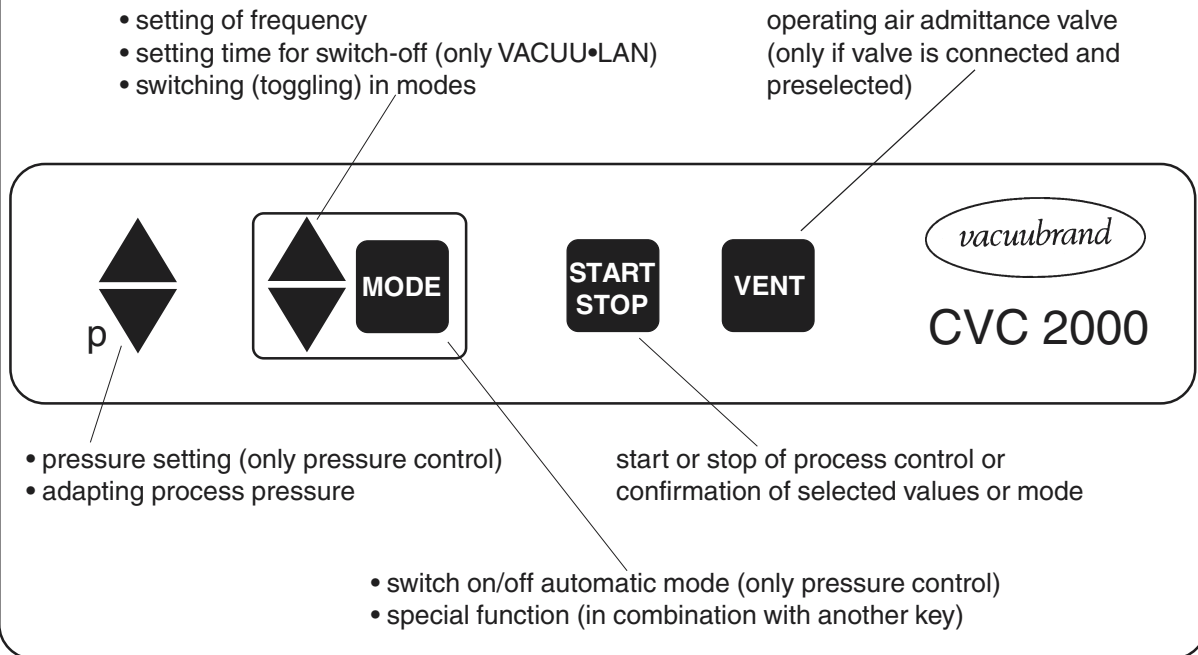 • setting of frequency
• setting time for switch-off (only VACUU•LAN)
• switching (toggling) in modes
operating air admittance valve
(only if valve is connected and
preselected)
p
MODE
START
STOP
VENT
vacuubrand
CVC 2000
• pressure setting (only pressure control)
• adapting process pressure
start or stop of process control or
confirmation of selected values or mode
• switch on/off automatic mode (only pressure control)
• special function (in combination with another key)